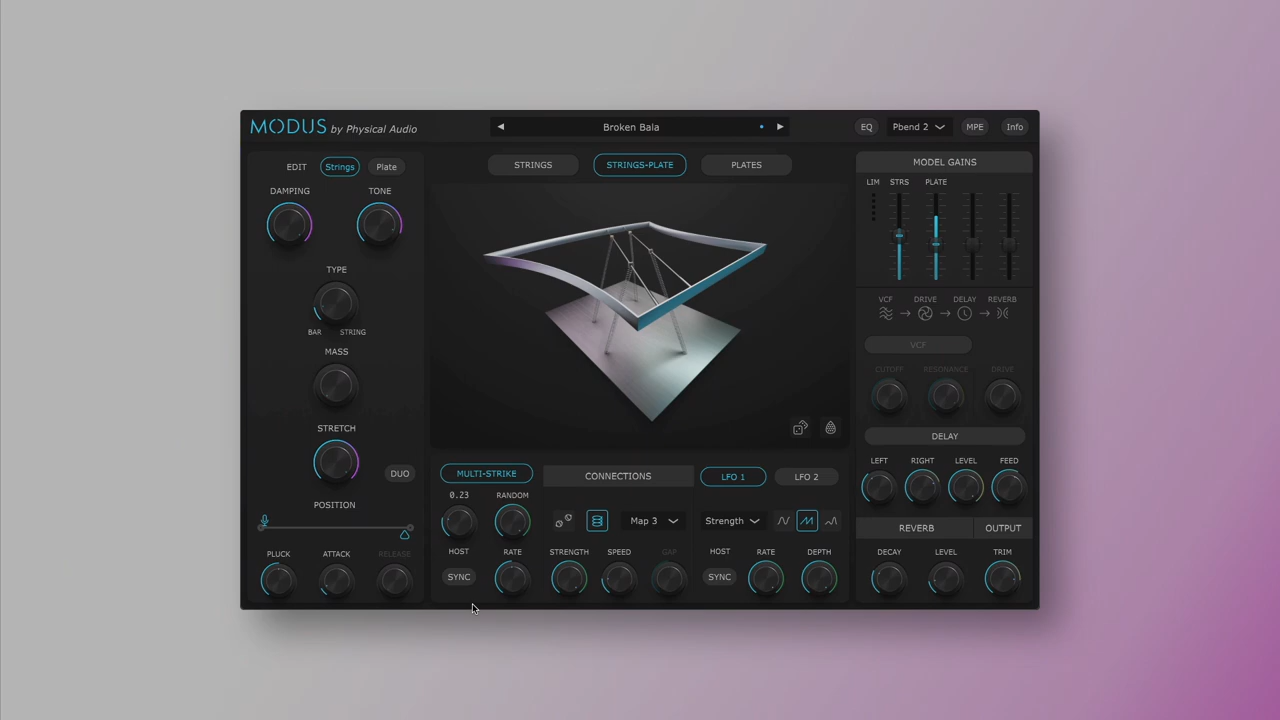 MODUS by Physical Audio
Broken Bala
EQ
Pbend 2
MPE
Info
EDIT
Strings
Plate
DAMPING
TONE
TYPE
BAR
STRING
MASS
STRETCH
DUO
POSITION
PLUCK
ATTACK
RELEASE
STRINGS
STRINGS-PLATE
PLATES
MULTI-STRIKE
0.23
RANDOM
HOST
RATE
SYNC
CONNECTIONS
Map 3
STRENGTH
SPEED
GAP
LFO 1
LFO 2
Strength
HOST
RATE
DEPTH
SYNC
MODEL GAINS
LIM
STRS
PLATE
VCF
DRIVE
DELAY
REVERB
VCF
CUTOFF
RESONANCE
DRIVE
DELAY
LEFT
RIGHT
LEVEL
FEED
REVERB
OUTPUT
DECAY
LEVEL
TRIM